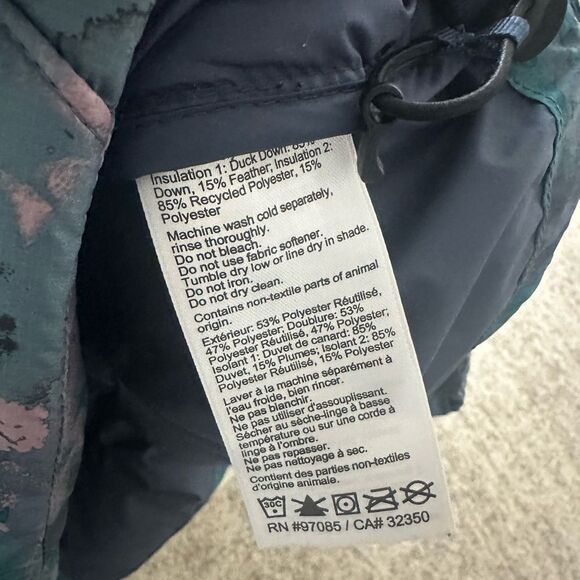 Insulation 1: Duck Down: 85%
Down, 15% Feather; Insulation 2:
85% Recycled Polyester, 15%
Polyester
Machine wash cold separately,
rinse thoroughly.
Do not bleach.
Do not use fabric softener.
Tumble dry low or line dry in shade.
Do not iron.
Do not dry clean.
Contains non-textile parts of animal
origin.
Extérieur: 53% Polyester Réutilisé,
47% Polyester; Doublure: 53%
Polyester Réutilisé, 47% Polyester;
Isolant 1: Duvet de canard: 85%
Duvet, 15% Plumes; Isolant 2: 85%
Polyester Réutilisé, 15% Polyester
Laver à la machine séparément à
l'eau froide, bien rincer.
Ne pas blanchir.
Ne pas utiliser d'assouplissant.
Sécher au sèche-linge à basse
température ou sur une corde à
linge à l'ombre.
Ne pas repasser.
Ne pas nettoyage à sec.
Contient des parties non-textiles
d'origine animale.
30C
RN #97085 / CA# 32350